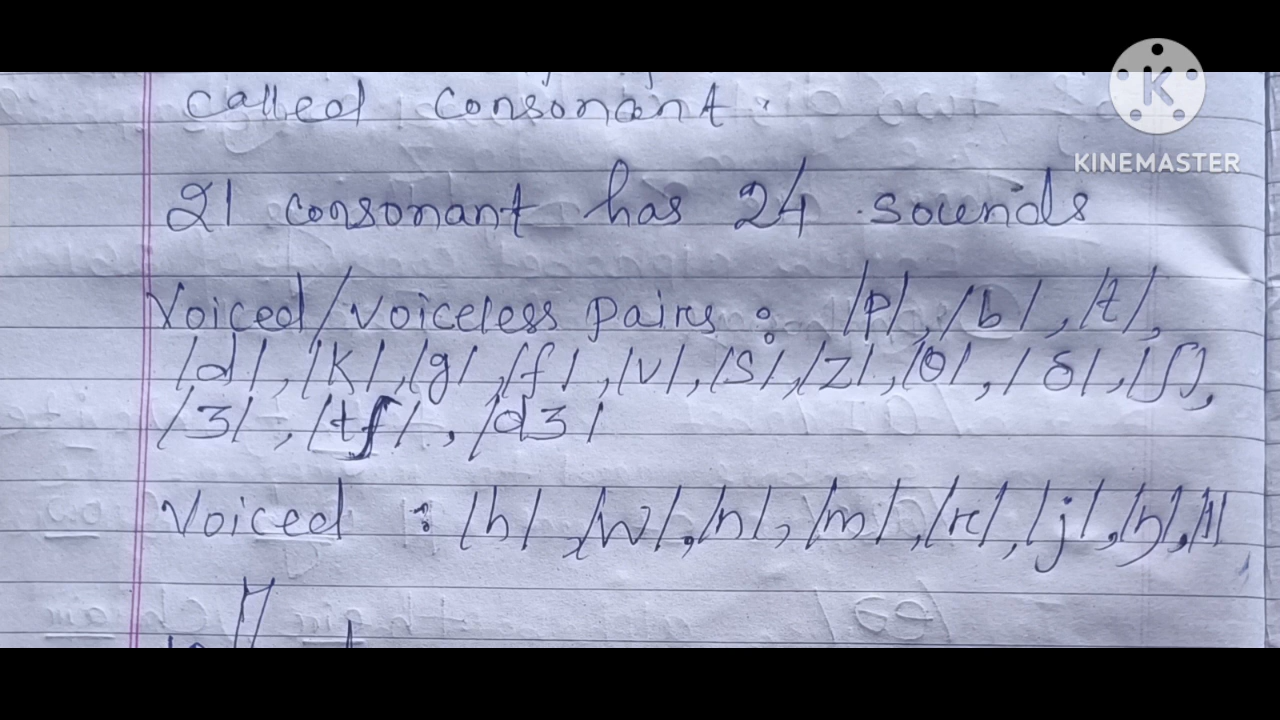 called consonant.
KINEMASTER
21 consonant has 24 sounds
Voiced/voiceless pairs : /p/, /b/, /t/,
/d/, /k/, /g/, /f/, /v/, /s/, /z/, /θ/, /δ/, /ʃ/,
/ʒ/, /tʃ/, /dʒ/
Voiced : /h/, /w/, /n/, /m/, /r/, /j/, /ŋ/, /l/